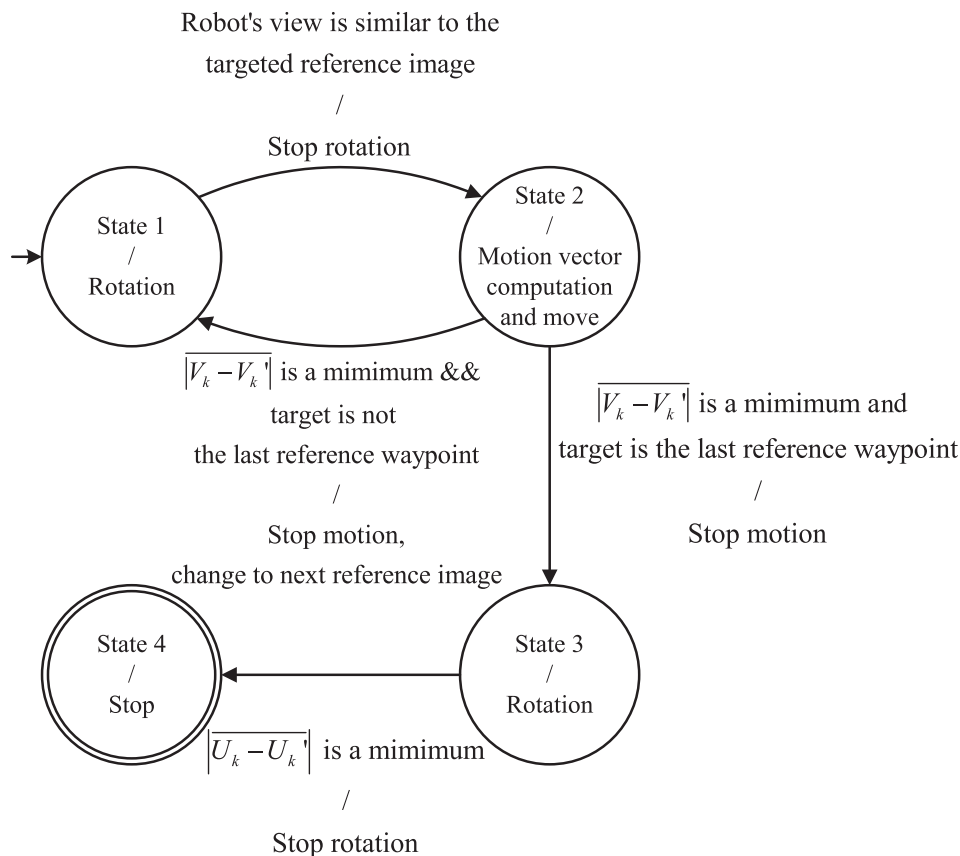 Robot's view is similar to the
targeted reference image
/
Stop rotation
State 1
/
Rotation
State 2
/
Motion vector
computation
and move
|V_k − V_k'| is a mimimum &&
target is not
the last reference waypoint
/
Stop motion,
change to next reference image
|V_k − V_k'| is a mimimum and
target is the last reference waypoint
/
Stop motion
State 4
/
Stop
State 3
/
Rotation
|U_k − U_k'| is a mimimum
/
Stop rotation